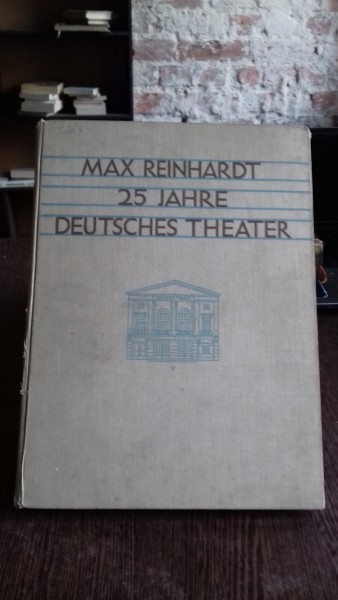 MAX REINHARDT
25 JAHRE
DEUTSCHES THEATER